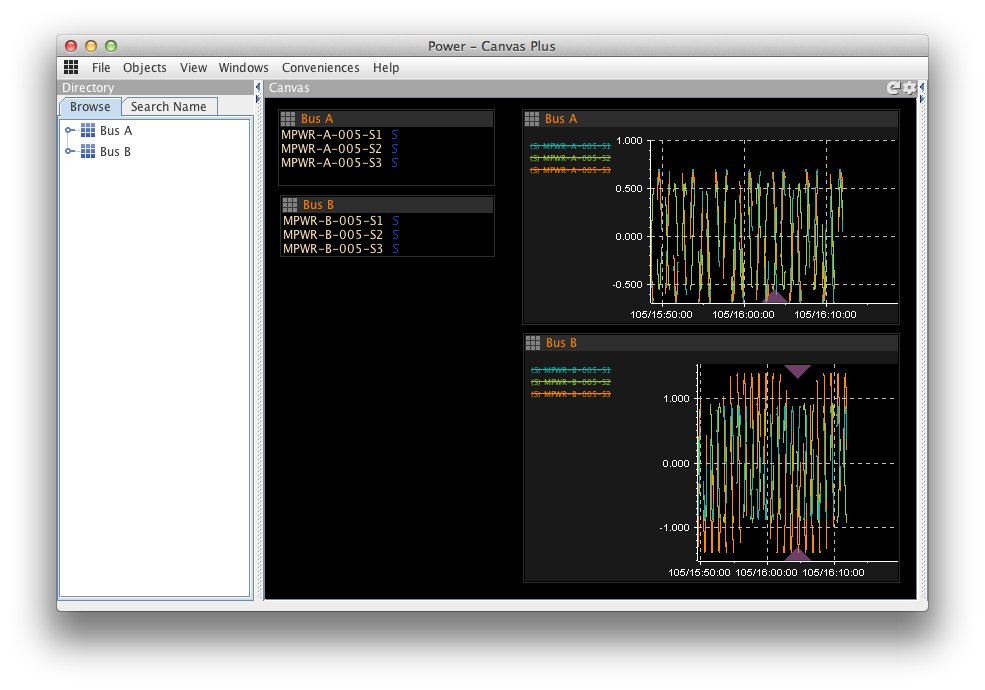 Power – Canvas Plus
File Objects View Windows Conveniences Help
Directory
Browse Search Name
Bus A
Bus B
Canvas
Bus A
MPWR-A-005-S1 S
MPWR-A-005-S2 S
MPWR-A-005-S3 S
Bus B
MPWR-B-005-S1 S
MPWR-B-005-S2 S
MPWR-B-005-S3 S
Bus A
(S) MPWR-A-005-S1
(S) MPWR-A-005-S2
(S) MPWR-A-005-S3
1.000
0.500
0.000
-0.500
105/15:50:00 105/16:00:00 105/16:10:00
Bus B
(S) MPWR-B-005-S1
(S) MPWR-B-005-S2
(S) MPWR-B-005-S3
1.000
0.000
-1.000
105/15:50:00 105/16:00:00 105/16:10:00